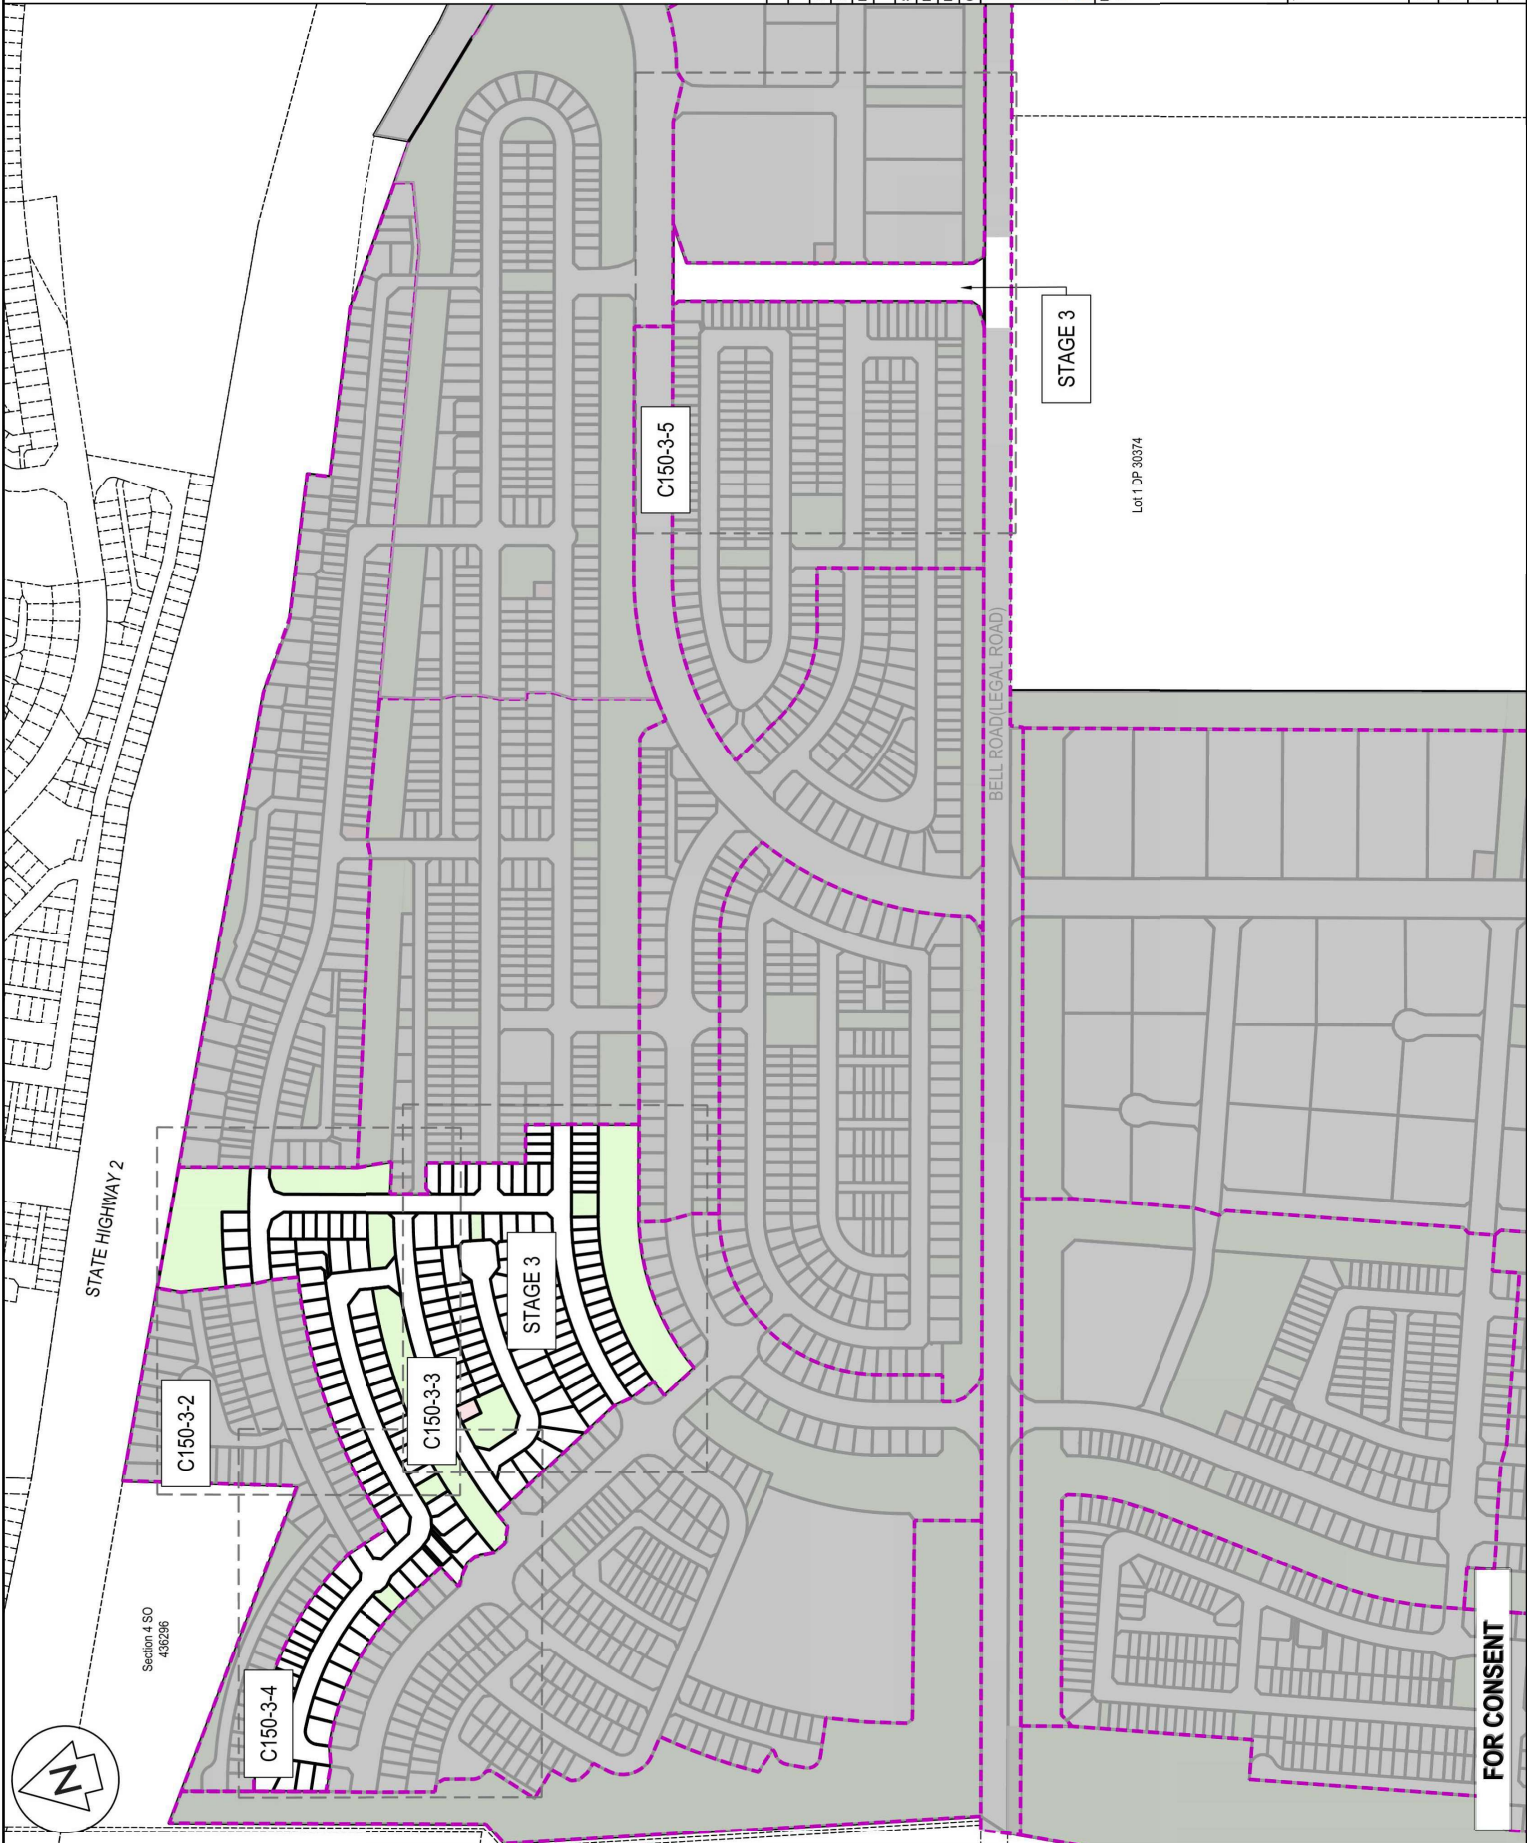 N
STATE HIGHWAY 2
Section 4 SO
436296
C150-3-4
C150-3-2
C150-3-3
STAGE 3
C150-3-5
STAGE 3
BELL ROAD(LEGAL ROAD)
Lot 1 DP 30374
FOR CONSENT